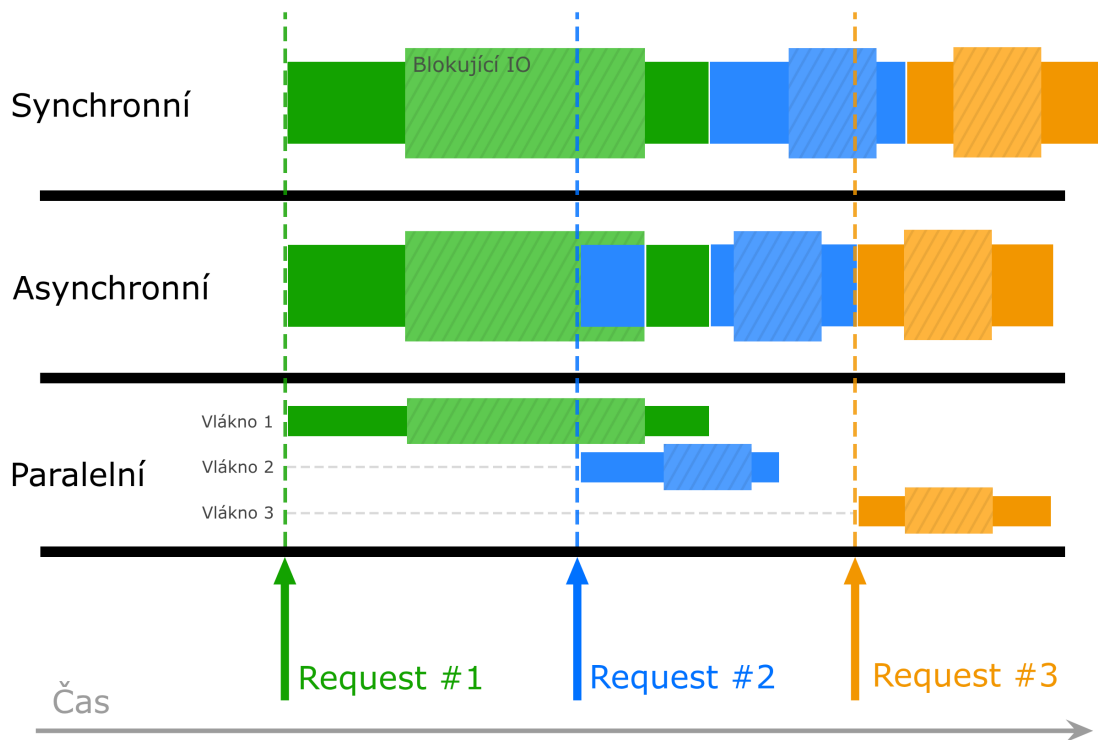 Blokující IO
Synchronní
Asynchronní
Vlákno 1
Paralelní
Vlákno 2
Vlákno 3
Request #1
Request #2
Request #3
Čas